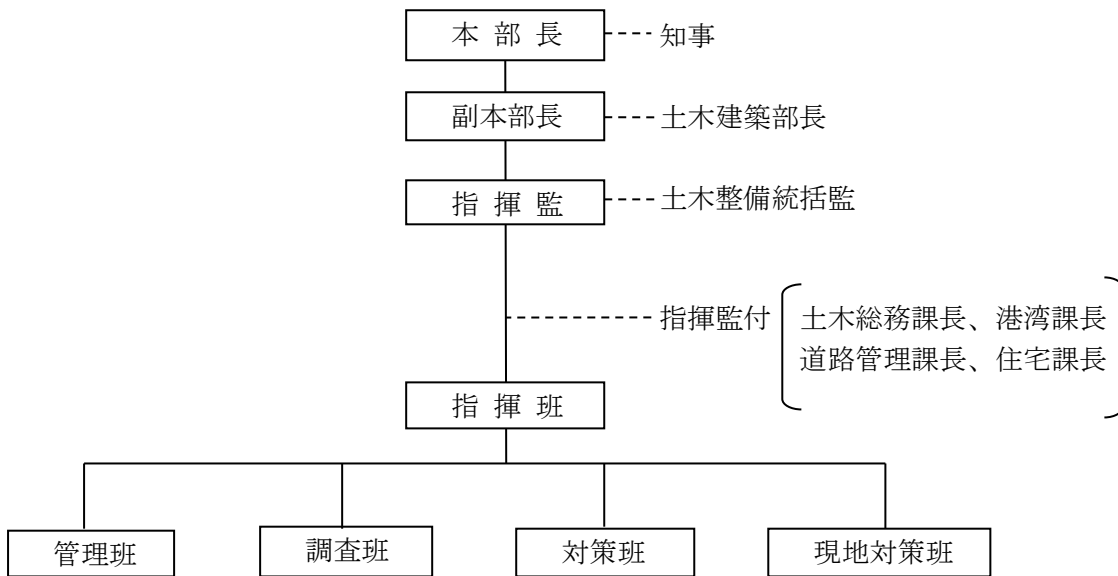 本 部 長 知事
副本部長 土木建築部長
指 揮 監 土木整備統括監
指揮監付 土木総務課長、港湾課長
道路管理課長、住宅課長
指 揮 班
管理班 調査班 対策班 現地対策班